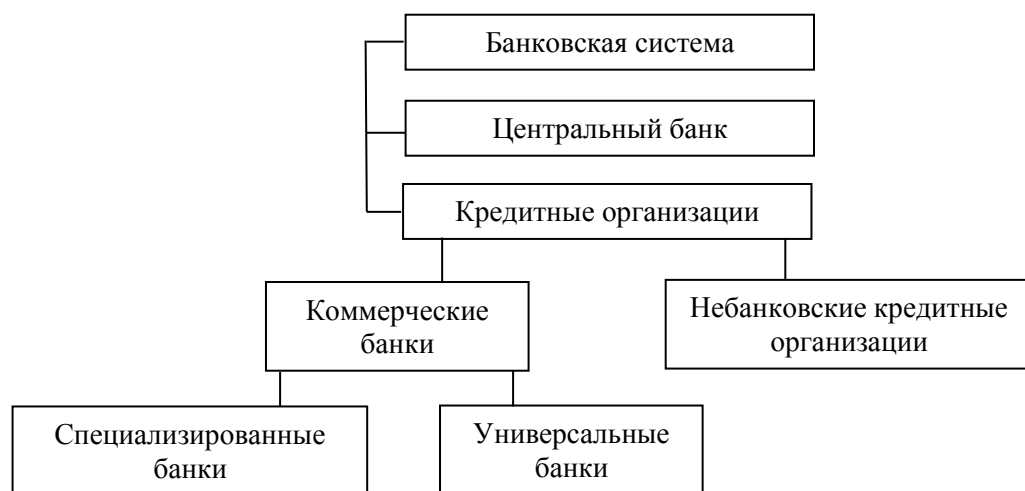 Банковская система
Центральный банк
Кредитные организации
Коммерческие
банки
Небанковские кредитные
организации
Специализированные
банки
Универсальные
банки